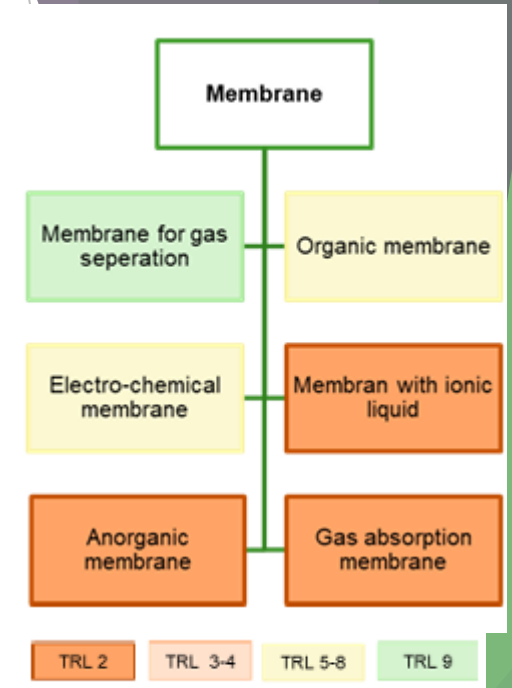 Membrane
Membrane for gas
seperation
Organic membrane
Electro-chemical
membrane
Membran with ionic
liquid
Anorganic
membrane
Gas absorption
membrane
TRL 2
TRL 3-4
TRL 5-8
TRL 9